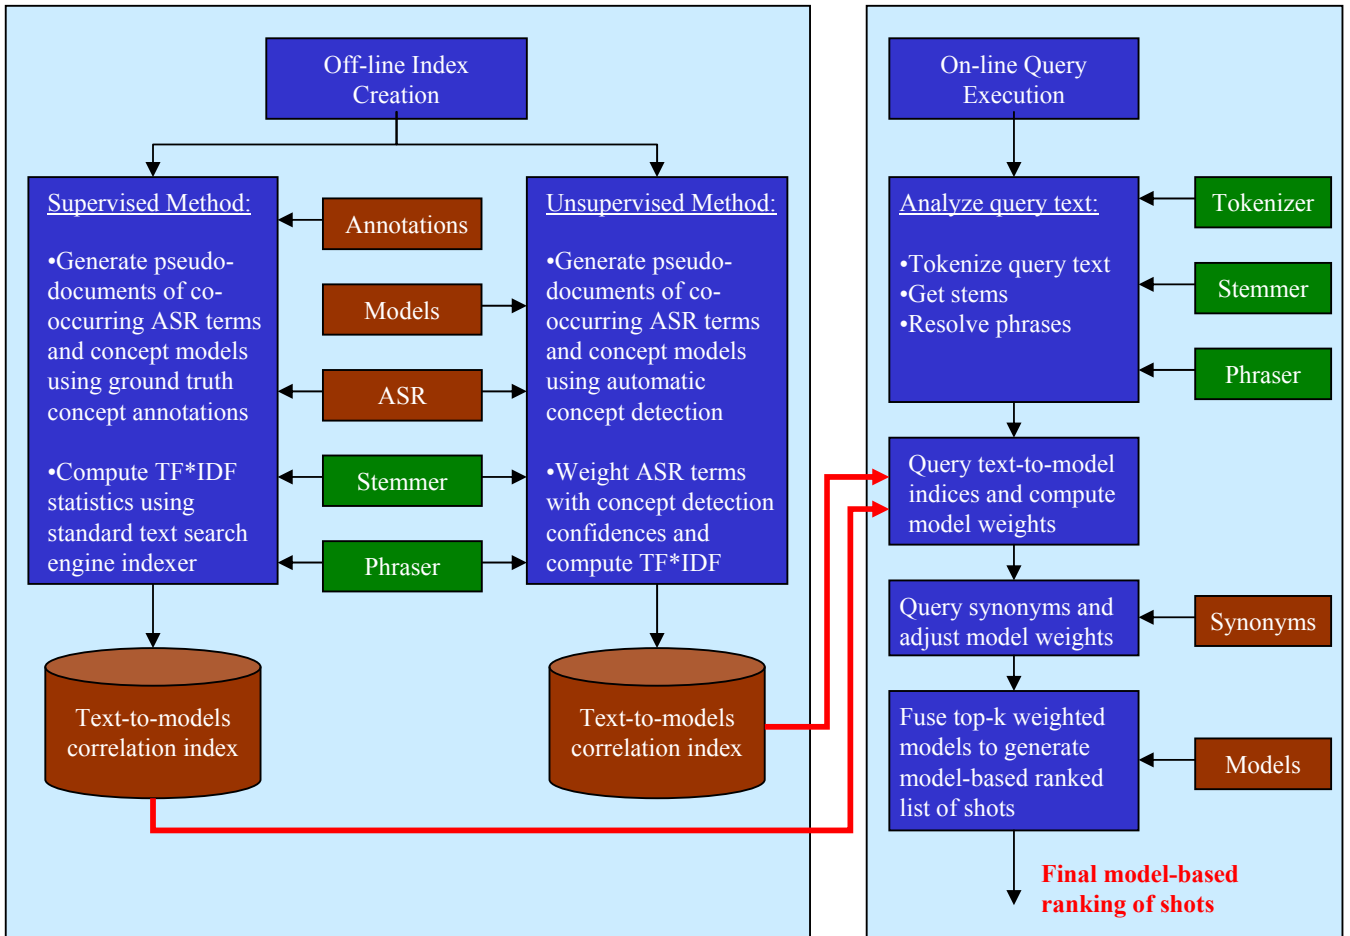 Off-line Index
Creation
Supervised Method:
•Generate pseudo-
documents of co-
occurring ASR terms
and concept models
using ground truth
concept annotations
•Compute TF*IDF
statistics using
standard text search
engine indexer
Annotations
Models
ASR
Stemmer
Phraser
Unsupervised Method:
•Generate pseudo-
documents of co-
occurring ASR terms
and concept models
using automatic
concept detection
•Weight ASR terms
with concept detection
confidences and
compute TF*IDF
Text-to-models
correlation index
Text-to-models
correlation index
On-line Query
Execution
Analyze query text:
•Tokenize query text
•Get stems
•Resolve phrases
Tokenizer
Stemmer
Phraser
Query text-to-model
indices and compute
model weights
Query synonyms and
adjust model weights
Synonyms
Fuse top-k weighted
models to generate
model-based ranked
list of shots
Models
Final model-based
ranking of shots